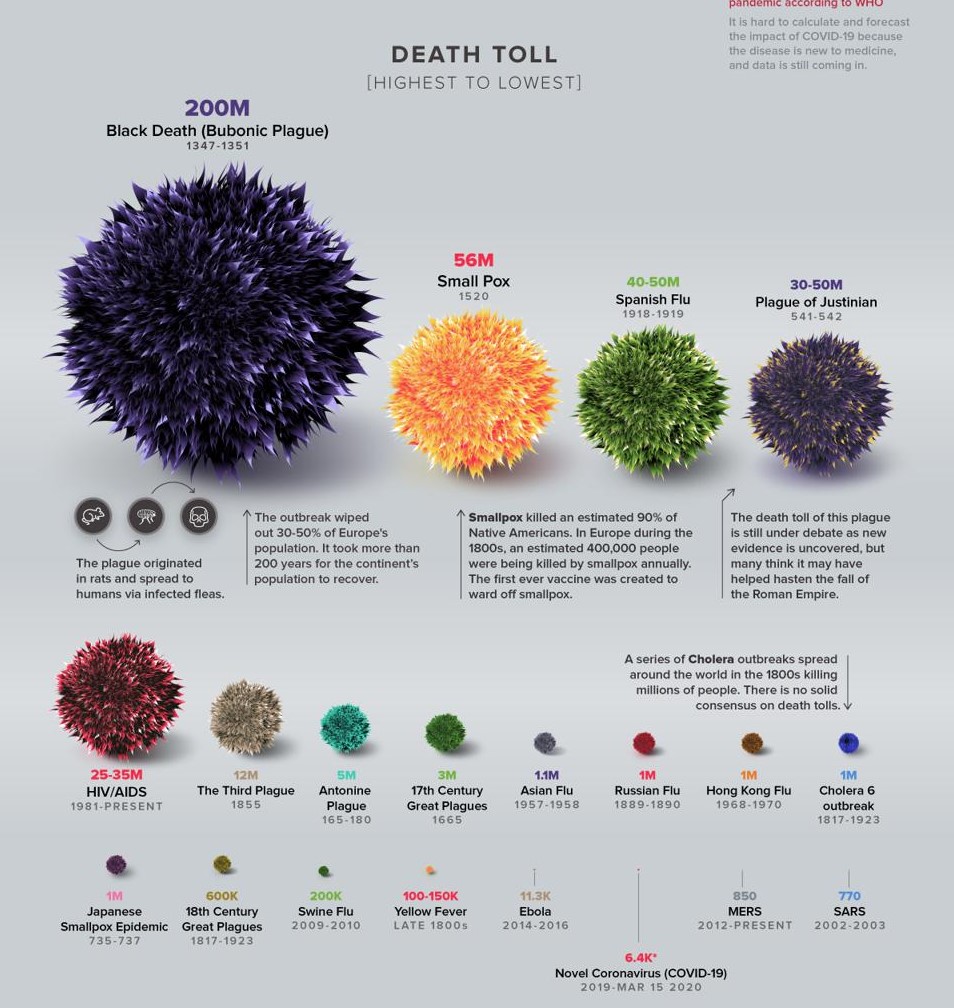 pandemic according to WHO
It is hard to calculate and forecast
the impact of COVID-19 because
the disease is new to medicine,
and data is still coming in.
DEATH TOLL
[HIGHEST TO LOWEST]
200M
Black Death (Bubonic Plague)
1347-1351
56M
Small Pox
1520
40-50M
Spanish Flu
1918-1919
30-50M
Plague of Justinian
541-542
The plague originated
in rats and spread to
humans via infected fleas.
The outbreak wiped
out 30-50% of Europe's
population. It took more than
200 years for the continent's
population to recover.
Smallpox killed an estimated 90% of
Native Americans. In Europe during the
1800s, an estimated 400,000 people
were being killed by smallpox annually.
The first ever vaccine was created to
ward off smallpox.
The death toll of this plague
is still under debate as new
evidence is uncovered, but
many think it may have
helped hasten the fall of
the Roman Empire.
A series of Cholera outbreaks spread
around the world in the 1800s killing
millions of people. There is no solid
consensus on death tolls.
25-35M
HIV/AIDS
1981-PRESENT
12M
The Third Plague
1855
5M
Antonine
Plague
165-180
3M
17th Century
Great Plagues
1665
1.1M
Asian Flu
1957-1958
1M
Russian Flu
1889-1890
1M
Hong Kong Flu
1968-1970
1M
Cholera 6
outbreak
1817-1923
1M
Japanese
Smallpox Epidemic
735-737
600K
18th Century
Great Plagues
1817-1923
200K
Swine Flu
2009-2010
100-150K
Yellow Fever
LATE 1800s
11.3K
Ebola
2014-2016
6.4K*
Novel Coronavirus (COVID-19)
2019-MAR 15 2020
850
MERS
2012-PRESENT
770
SARS
2002-2003